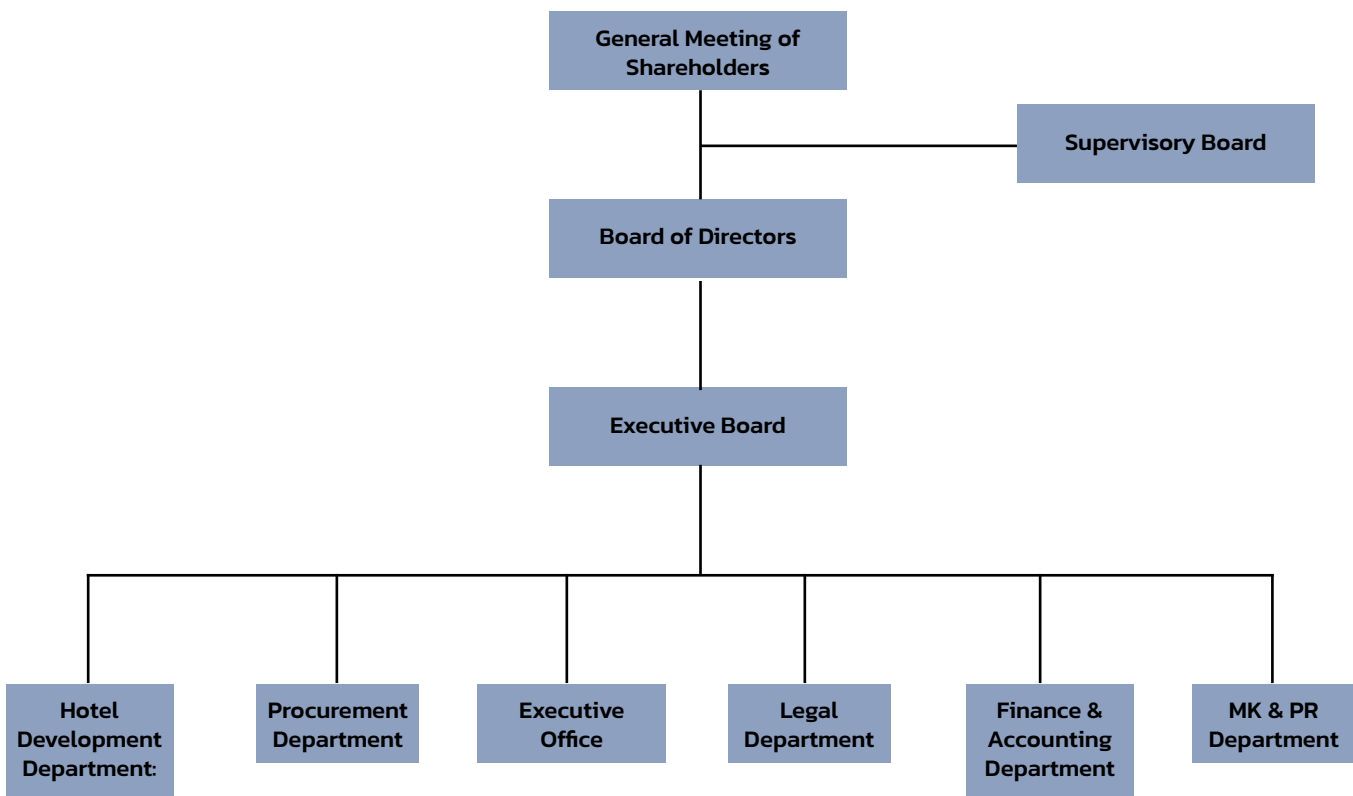 General Meeting of
Shareholders
Supervisory Board
Board of Directors
Executive Board
Hotel
Development
Department:
Procurement
Department
Executive
Office
Legal
Department
Finance &
Accounting
Department
MK & PR
Department